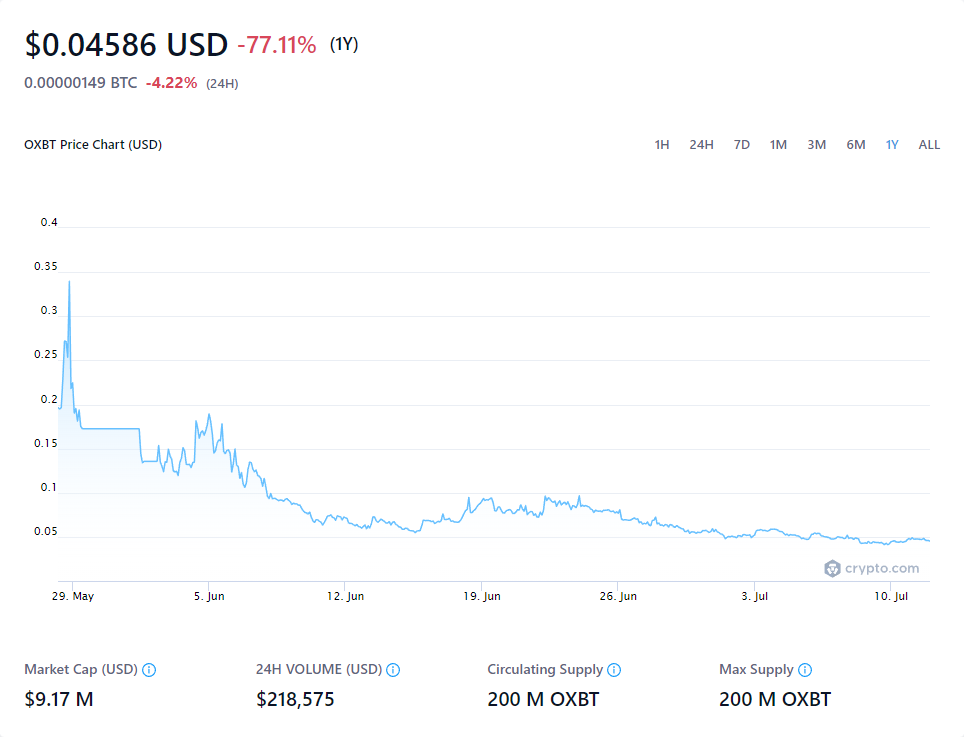 $0.04586 USD -77.11% (1Y)
0.00000149 BTC -4.22% (24H)
OXBT Price Chart (USD) 1H 24H 7D 1M 3M 6M 1Y ALL
0.4
0.35
0.3
0.25
0.2
0.15
0.1
0.05
crypto.com
29. May 5. Jun 12. Jun 19. Jun 26. Jun 3. Jul 10. Jul
Market Cap (USD) 24H VOLUME (USD) Circulating Supply Max Supply
$9.17 M $218,575 200 M OXBT 200 M OXBT